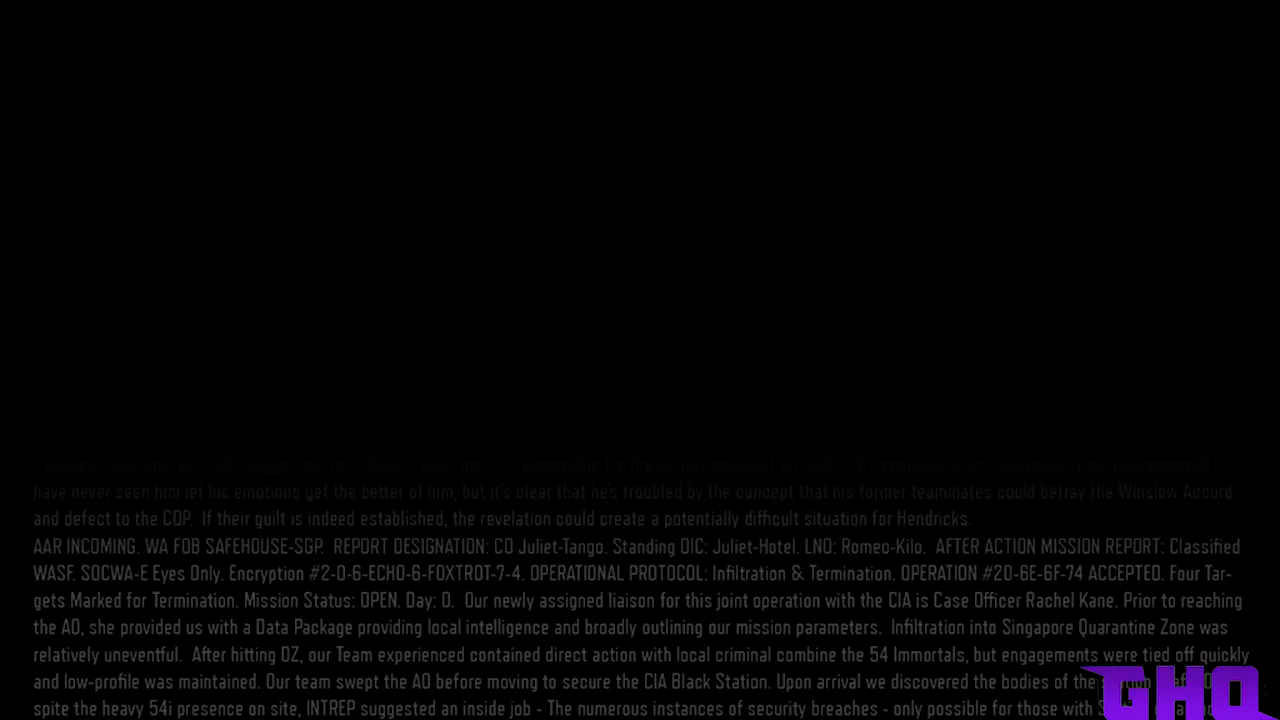 have never seen him let his emotions get the better of him, but it's clear that he's troubled by the concept that his former teammates could betray the Winslow Accord
and defect to the CDP. If their guilt is indeed established, the revelation could create a potentially difficult situation for Hendricks.
AAR INCOMING. WA FOB SAFEHOUSE-SGP. REPORT DESIGNATION: CO Juliet-Tango. Standing OIC: Juliet-Hotel. LNO: Romeo-Kilo. AFTER ACTION MISSION REPORT: Classified
WASF. SOCWA-E Eyes Only. Encryption #2-0-6-ECHO-6-FOXTROT-7-4. OPERATIONAL PROTOCOL: Infiltration & Termination. OPERATION #20-6E-6F-74 ACCEPTED. Four Tar-
gets Marked for Termination. Mission Status: OPEN. Day: 0. Our newly assigned liaison for this joint operation with the CIA is Case Officer Rachel Kane. Prior to reaching
the AO, she provided us with a Data Package providing local intelligence and broadly outlining our mission parameters. Infiltration into Singapore Quarantine Zone was
relatively uneventful. After hitting DZ, our Team experienced contained direct action with local criminal combine the 54 Immortals, but engagements were tied off quickly
and low-profile was maintained. Our team swept the AO before moving to secure the CIA Black Station. Upon arrival we discovered the bodies of the
spite the heavy 54i presence on site, INTREP suggested an inside job - The numerous instances of security breaches - only possible for those with
GHQ